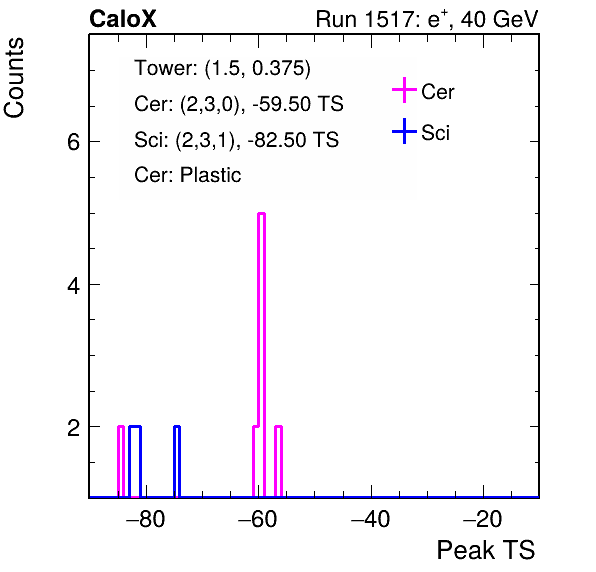 CaloX Run 1517: e+, 40 GeV
Counts
Tower: (1.5, 0.375)
Cer: (2,3,0), -59.50 TS
Sci: (2,3,1), -82.50 TS
Cer: Plastic
Cer
Sci
6
4
2
−80 −60 −40 −20
Peak TS